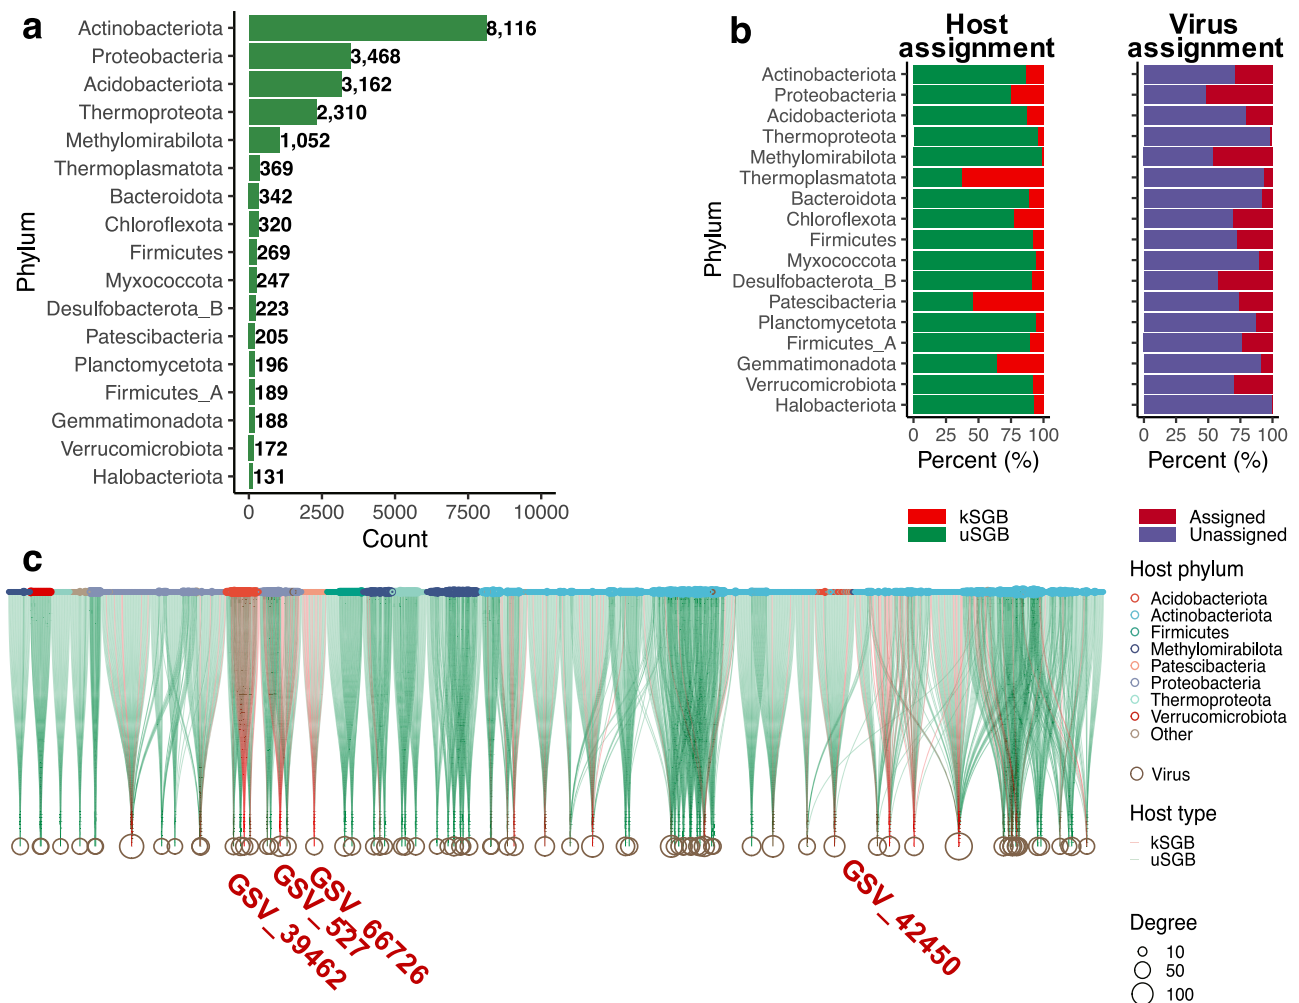 a
Phylum
Actinobacteriota 8,116
Proteobacteria 3,468
Acidobacteriota 3,162
Thermoproteota 2,310
Methylomirabilota 1,052
Thermoplasmatota 369
Bacteroidota 342
Chloroflexota 320
Firmicutes 269
Myxococcota 247
Desulfobacterota_B 223
Patescibacteria 205
Planctomycetota 196
Firmicutes_A 189
Gemmatimonadota 188
Verrucomicrobiota 172
Halobacteriota 131
0 2500 5000 7500 10000
Count
b
Host
assignment
Virus
assignment
Phylum
Actinobacteriota
Proteobacteria
Acidobacteriota
Thermoproteota
Methylomirabilota
Thermoplasmatota
Bacteroidota
Chloroflexota
Firmicutes
Myxococcota
Desulfobacterota_B
Patescibacteria
Planctomycetota
Firmicutes_A
Gemmatimonadota
Verrucomicrobiota
Halobacteriota
0 25 50 75 100
Percent (%)
0 25 50 75 100
Percent (%)
kSGB
uSGB
Assigned
Unassigned
c
GSV_39462
GSV_527
GSV_66726
GSV_42450
Host phylum
Acidobacteriota
Actinobacteriota
Firmicutes
Methylomirabilota
Patescibacteria
Proteobacteria
Thermoproteota
Verrucomicrobiota
Other
Virus
Host type
kSGB
uSGB
Degree
10
50
100